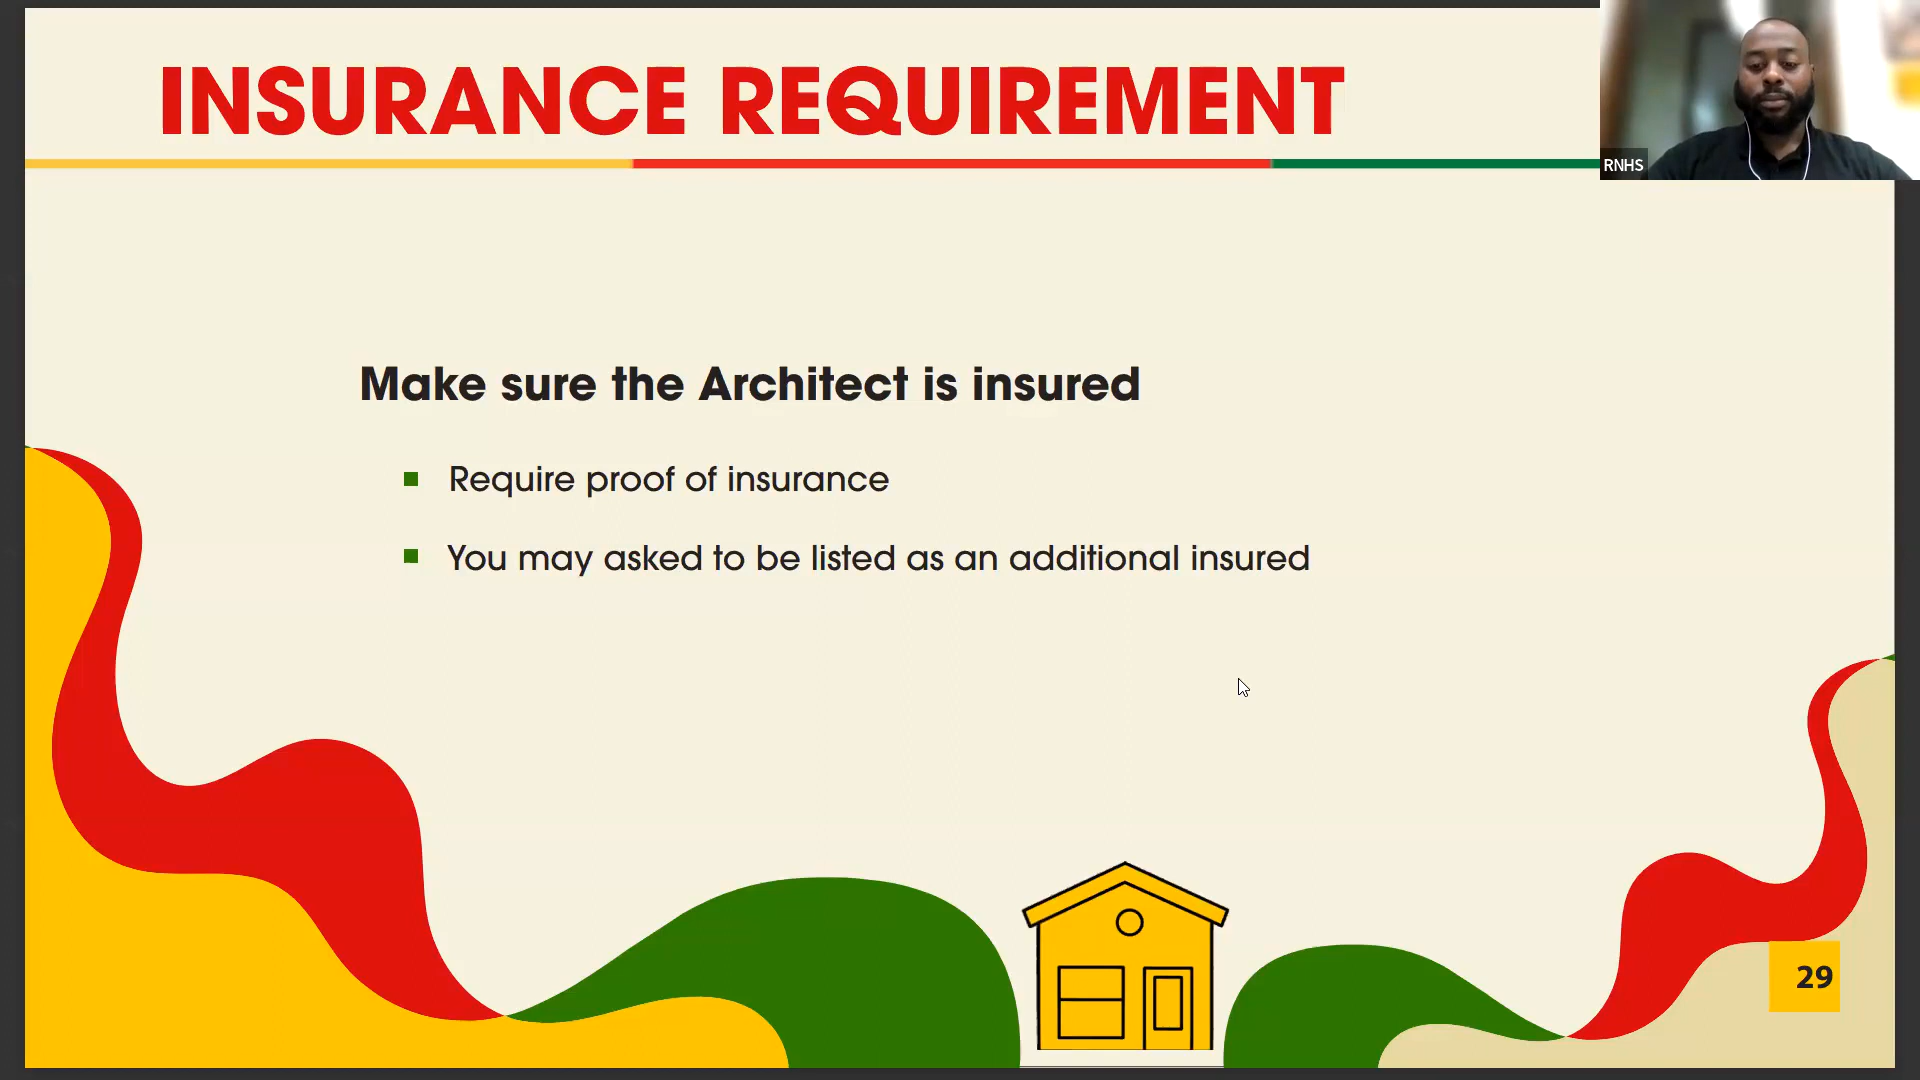 INSURANCE REQUIREMENT
RNHS
Make sure the Architect is insured
Require proof of insurance
You may asked to be listed as an additional insured
29